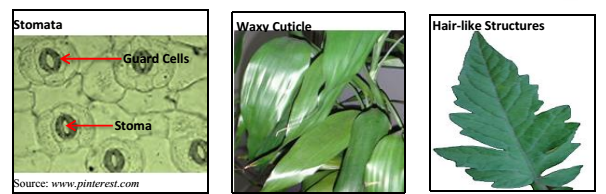 Stomata
Guard Cells
Stoma
Source: www.pinterest.com
Waxy Cuticle
Hair-like Structures